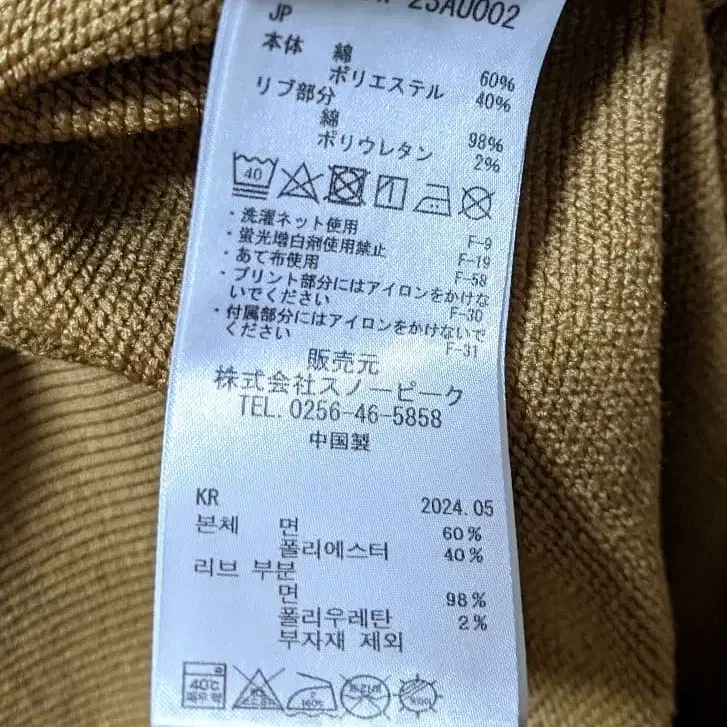 23AU002
JP
本体 綿 60%
ポリエステル 40%
リブ部分
綿 98%
ポリウレタン 2%
40
・洗濯ネット使用 F-9
・蛍光増白剤使用禁止 F-19
・あて布使用 F-58
・プリント部分にはアイロンをかけな
いでください F-30
・付属部分にはアイロンをかけないで
ください F-31
販売元
株式会社スノーピーク
TEL.0256-46-5858
中国製
KR 2024.05
본체 면 60%
폴리에스터 40%
리브 부분
면 98%
폴리우레탄 2%
부자재 제외
40℃
160℃
드라이